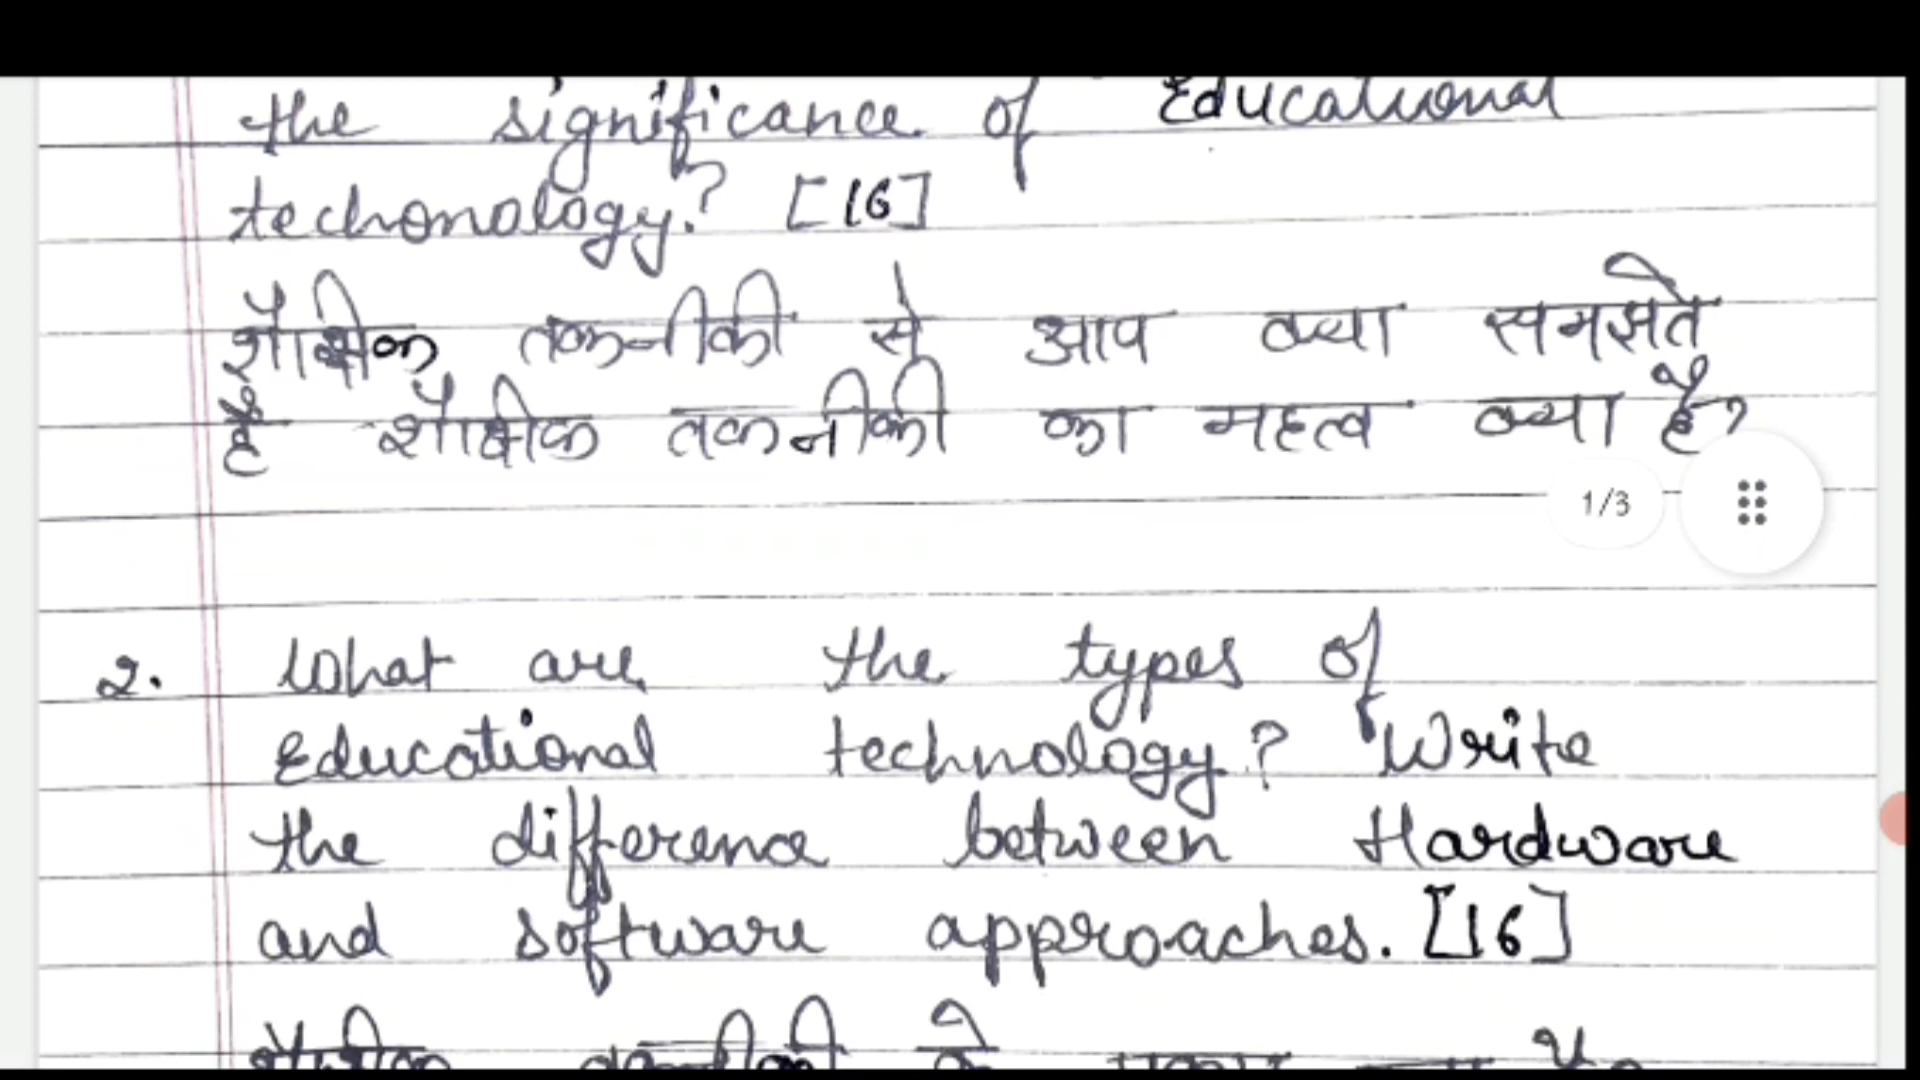 the significance of Educational
techonology? [16]
शैक्षीक तकनीकी से आप क्या समझते
है शैक्षीक तकनीकी का महत्व क्या है?
1/3
2. What are the types of
Educational technology? Write
the difference between Hardware
and software approaches. [16]